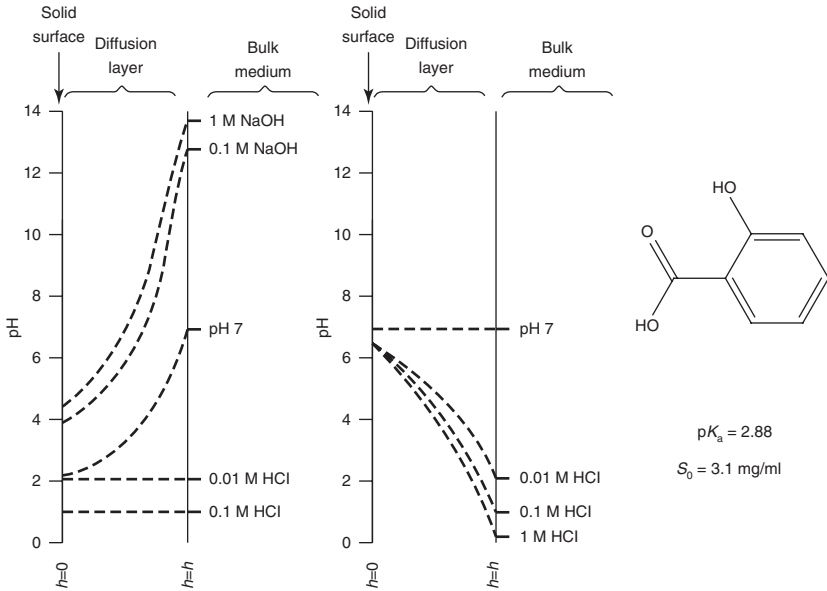 Solid
surface
Diffusion
layer
Bulk
medium
14
12
10
8
6
4
2
0
pH
1 M NaOH
0.1 M NaOH
pH 7
0.01 M HCl
0.1 M HCl
h=0
h=h
Solid
surface
Diffusion
layer
Bulk
medium
14
12
10
8
6
4
2
0
pH
pH 7
0.01 M HCl
0.1 M HCl
1 M HCl
h=0
h=h
HO
O
HO
pKa = 2.88
S0 = 3.1 mg/ml